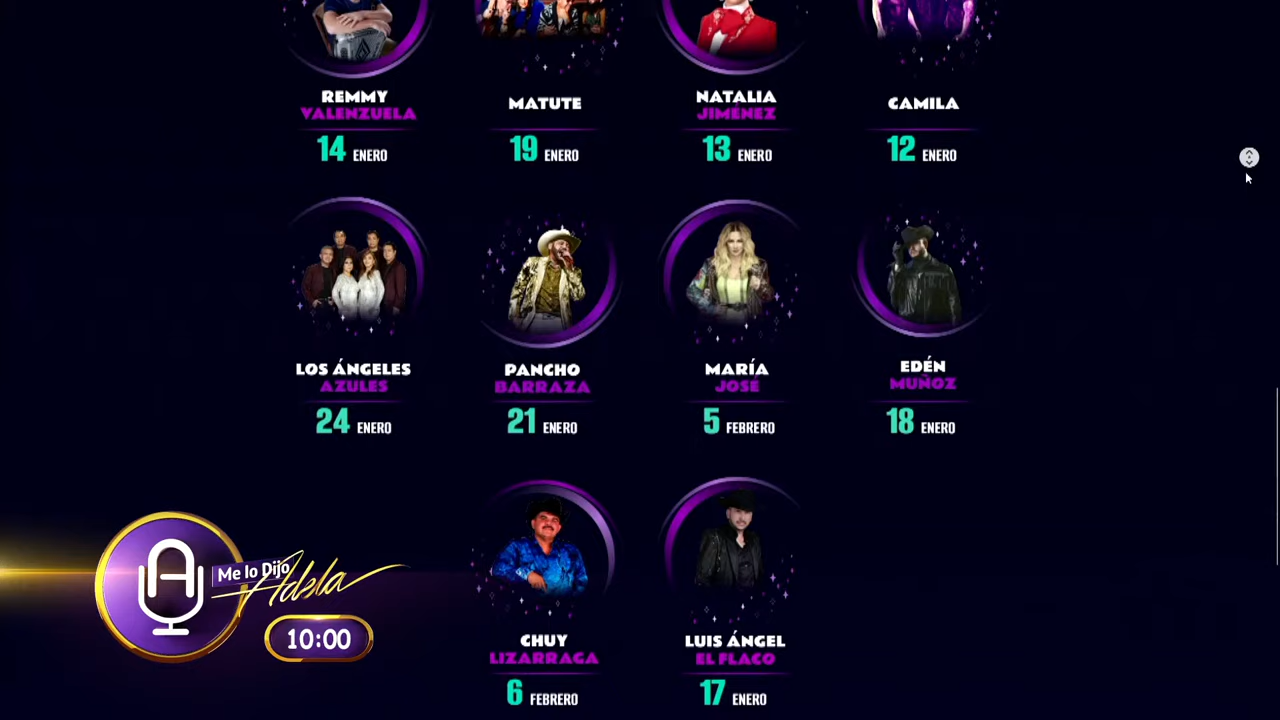 REMMY
VALENZUELA
14 ENERO
MATUTE
19 ENERO
NATALIA
JIMÉNEZ
13 ENERO
CAMILA
12 ENERO
LOS ÁNGELES
AZULES
24 ENERO
PANCHO
BARRAZA
21 ENERO
MARÍA
JOSÉ
5 FEBRERO
EDÉN
MUÑOZ
18 ENERO
CHUY
LIZARRAGA
6 FEBRERO
LUIS ÁNGEL
EL FLACO
17 ENERO
Me lo Dijo
Adela
10:00